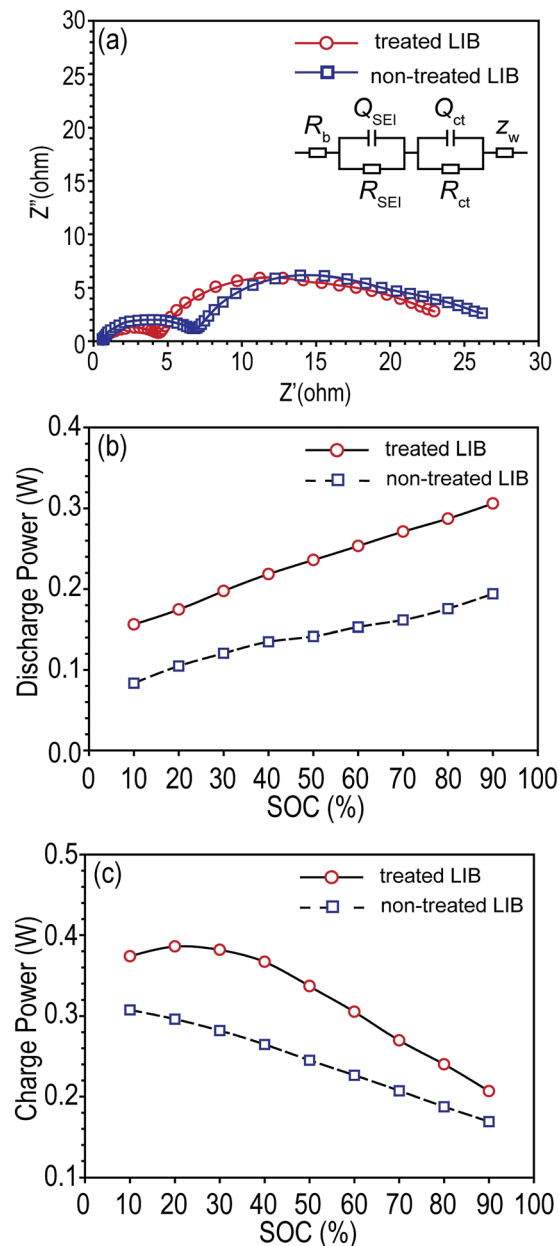 (a)
treated LIB
non-treated LIB
Q_SEI Q_ct
R_b z_w
R_SEI R_ct
Z''(ohm)
30
25
20
15
10
5
0
0 5 10 15 20 25 30
Z'(ohm)
(b)
treated LIB
non-treated LIB
Discharge Power (W)
0.4
0.3
0.2
0.1
0.0
0 10 20 30 40 50 60 70 80 90 100
SOC (%)
(c)
treated LIB
non-treated LIB
Charge Power (W)
0.5
0.4
0.3
0.2
0.1
0 10 20 30 40 50 60 70 80 90 100
SOC (%)